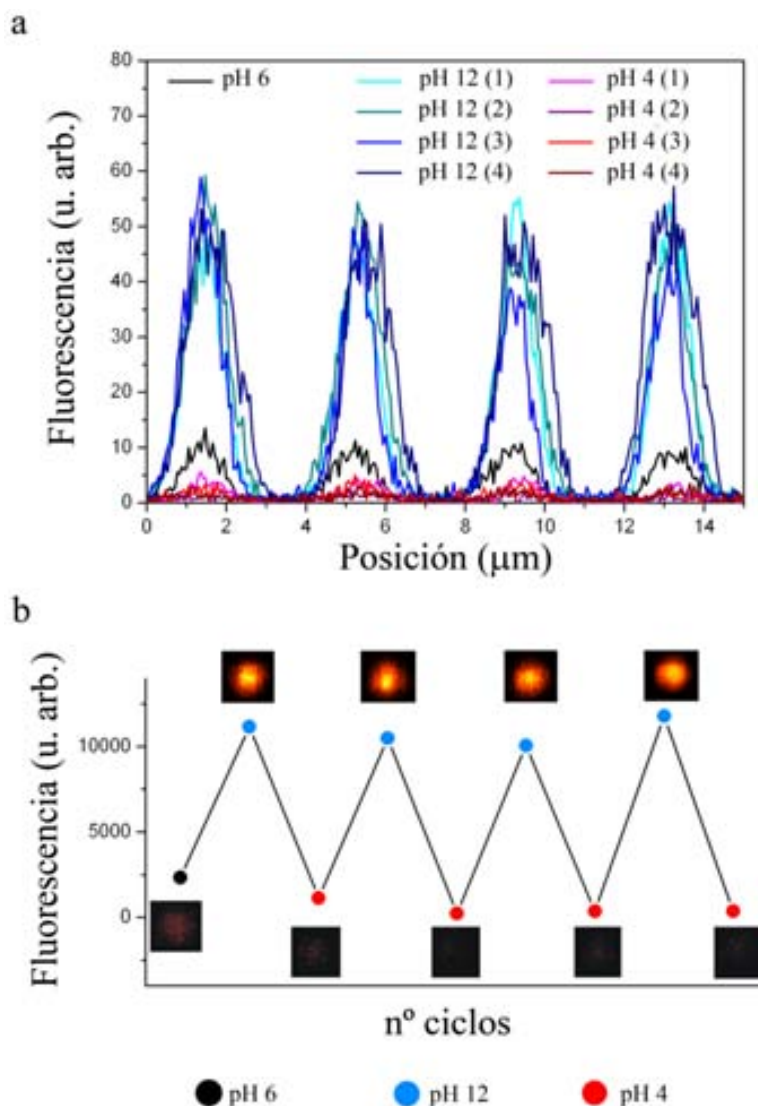 a
80
70
60
50
40
30
20
10
0
Fluorescencia (u. arb.)
pH 6
pH 12 (1)
pH 4 (1)
pH 12 (2)
pH 4 (2)
pH 12 (3)
pH 4 (3)
pH 12 (4)
pH 4 (4)
0 2 4 6 8 10 12 14
Posición (µm)
b
Fluorescencia (u. arb.)
10000
5000
0
nº ciclos
pH 6 pH 12 pH 4